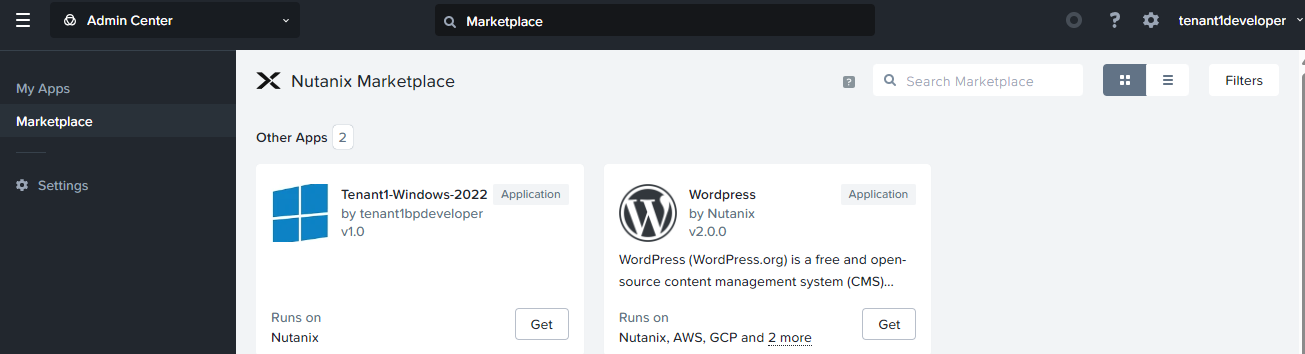 Admin Center
Marketplace
?
tenant1developer
My Apps
Marketplace
Settings
Nutanix Marketplace
?
Search Marketplace
Filters
Other Apps 2
Tenant1-Windows-2022
Application
by tenant1bpdeveloper
v1.0
Runs on
Nutanix
Get
Wordpress
Application
by Nutanix
v2.0.0
WordPress (WordPress.org) is a free and open-
source content management system (CMS)...
Runs on
Nutanix, AWS, GCP and 2 more
Get